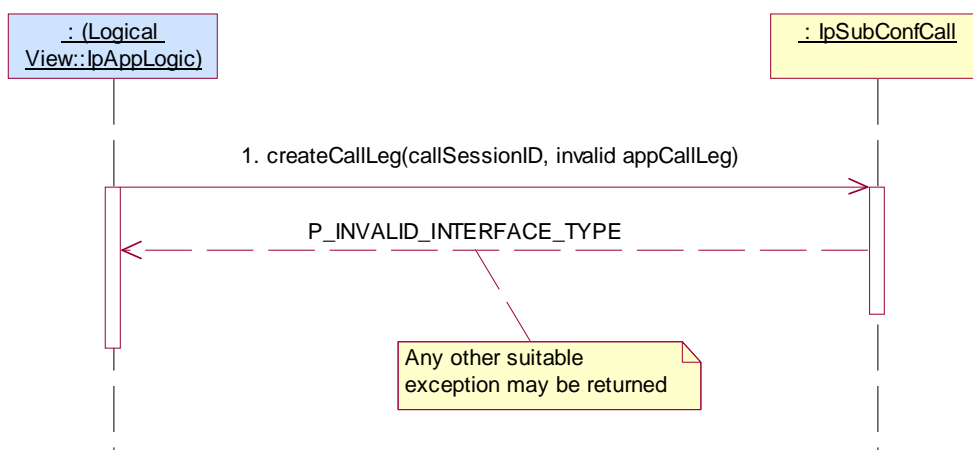 : (Logical
View::IpAppLogic)
: IpSubConfCall
1. createCallLeg(callSessionID, invalid appCallLeg)
P_INVALID_INTERFACE_TYPE
Any other suitable
exception may be returned